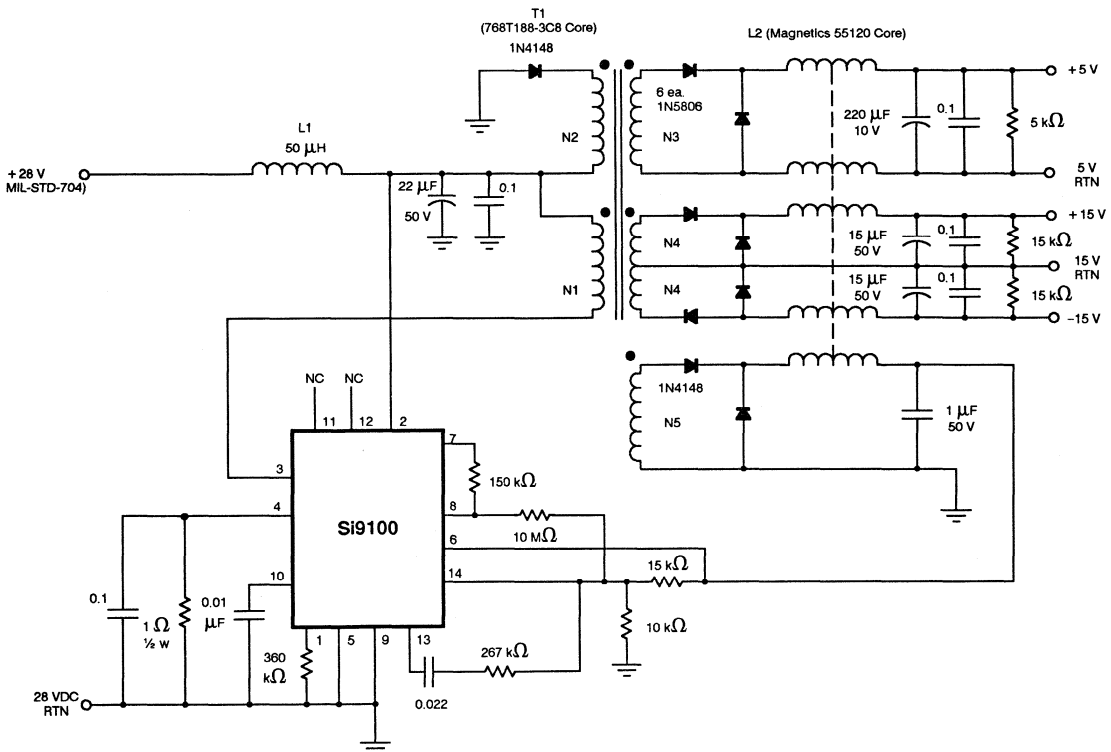 T1
(768T188-3C8 Core)
1N4148
L2 (Magnetics 55120 Core)
+5 V
6 ea.
1N5806
220 µF
10 V
0.1
5 kΩ
N2
N3
L1
50 µH
+28 V
MIL-STD-704)
22 µF
50 V
0.1
5 V
RTN
+15 V
N4
15 µF
50 V
0.1
15 kΩ
15 V
RTN
N1
N4
15 µF
50 V
0.1
15 kΩ
−15 V
1N4148
N5
1 µF
50 V
NC
NC
11
12
2
7
3
150 kΩ
4
8
Si9100
10 MΩ
6
15 kΩ
10
14
0.1
1 Ω
½ W
0.01
µF
10 kΩ
1
5
9
13
360
kΩ
267 kΩ
0.022
28 VDC
RTN